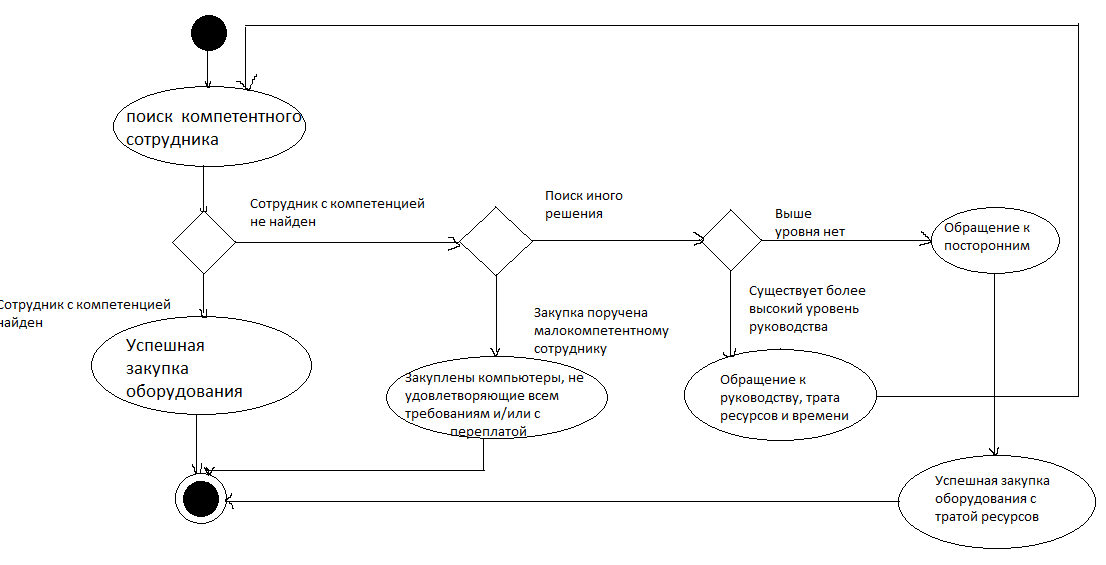 поиск компетентного
сотрудника
Сотрудник с компетенцией
не найден
Поиск иного
решения
Выше
уровня нет
Обращение к
посторонним
Сотрудник с компетенцией
найден
Успешная
закупка
оборудования
Закупка поручена
малокомпетентному
сотруднику
Существует более
высокий уровень
руководства
Закуплены компьютеры, не
удовлетворяющие всем
требованиям и/или с
переплатой
Обращение к
руководству, трата
ресурсов и времени
Успешная закупка
оборудования с
тратой ресурсов